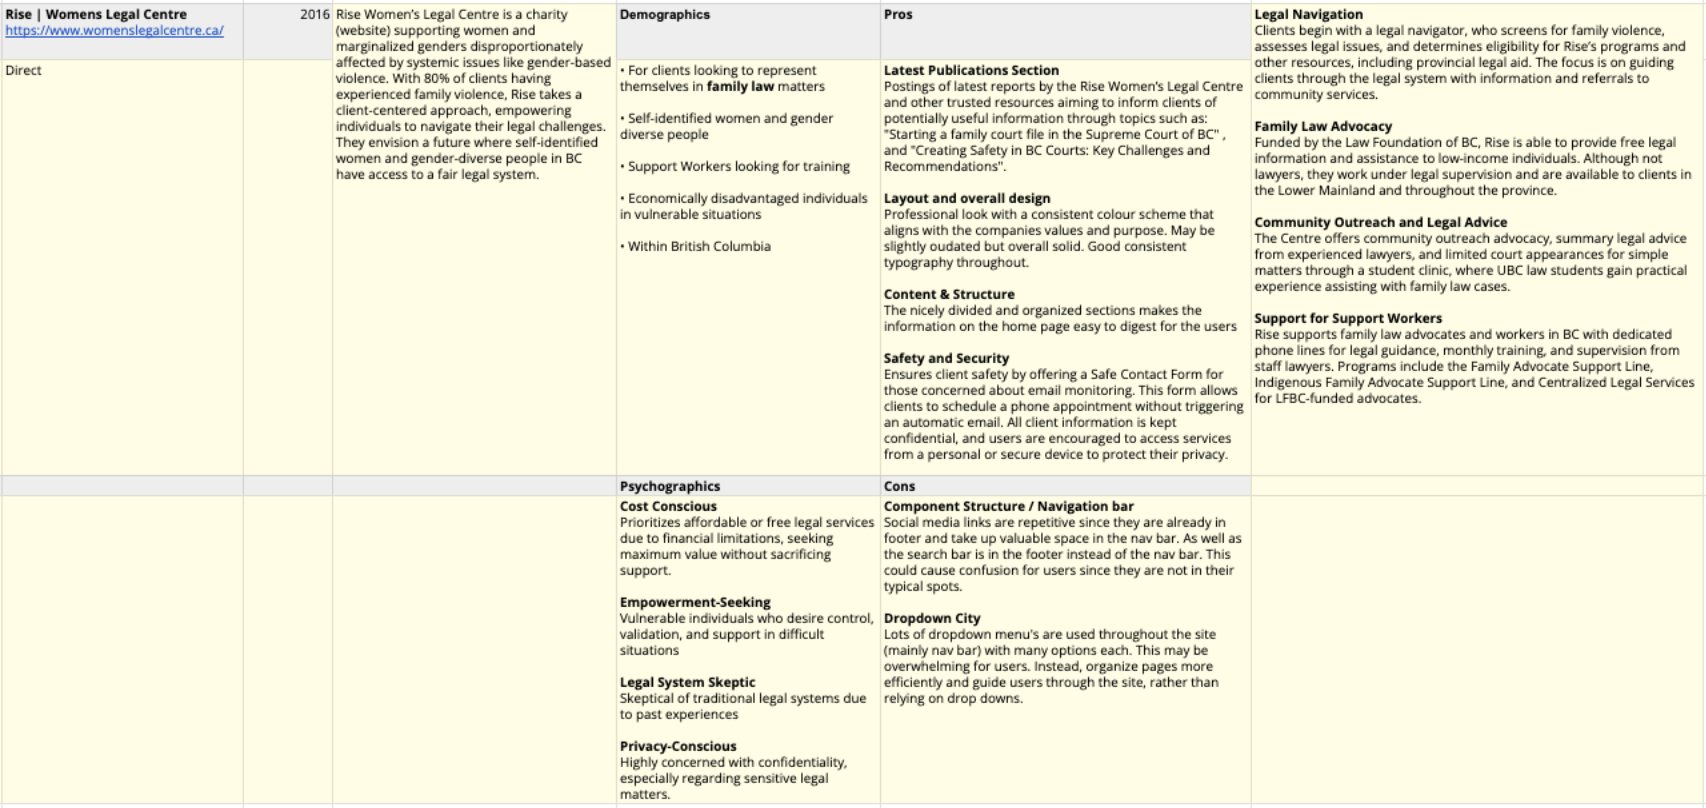 Rise | Womens Legal Centre
https://www.womenslegalcentre.ca/
2016
Rise Women's Legal Centre is a charity
(website) supporting women and
marginalized genders disproportionately
affected by systemic issues like gender-based
violence. With 80% of clients having
experienced family violence, Rise takes a
client-centered approach, empowering
individuals to navigate their legal challenges.
They envision a future where self-identified
women and gender-diverse people in BC
have access to a fair legal system.
Direct
Demographics
• For clients looking to represent
themselves in family law matters
• Self-identified women and gender
diverse people
• Support Workers looking for training
• Economically disadvantaged individuals
in vulnerable situations
• Within British Columbia
Pros
Latest Publications Section
Postings of latest reports by the Rise Women's Legal Centre
and other trusted resources aiming to inform clients of
potentially useful information through topics such as:
"Starting a family court file in the Supreme Court of BC" ,
and "Creating Safety in BC Courts: Key Challenges and
Recommendations".
Layout and overall design
Professional look with a consistent colour scheme that
aligns with the companies values and purpose. May be
slightly oudated but overall solid. Good consistent
typography throughout.
Content & Structure
The nicely divided and organized sections makes the
information on the home page easy to digest for the users
Safety and Security
Ensures client safety by offering a Safe Contact Form for
those concerned about email monitoring. This form allows
clients to schedule a phone appointment without triggering
an automatic email. All client information is kept
confidential, and users are encouraged to access services
from a personal or secure device to protect their privacy.
Legal Navigation
Clients begin with a legal navigator, who screens for family violence,
assesses legal issues, and determines eligibility for Rise's programs and
other resources, including provincial legal aid. The focus is on guiding
clients through the legal system with information and referrals to
community services.
Family Law Advocacy
Funded by the Law Foundation of BC, Rise is able to provide free legal
information and assistance to low-income individuals. Although not
lawyers, they work under legal supervision and are available to clients in
the Lower Mainland and throughout the province.
Community Outreach and Legal Advice
The Centre offers community outreach advocacy, summary legal advice
from experienced lawyers, and limited court appearances for simple
matters through a student clinic, where UBC law students gain practical
experience assisting with family law cases.
Support for Support Workers
Rise supports family law advocates and workers in BC with dedicated
phone lines for legal guidance, monthly training, and supervision from
staff lawyers. Programs include the Family Advocate Support Line,
Indigenous Family Advocate Support Line, and Centralized Legal Services
for LFBC-funded advocates.
Psychographics
Cost Conscious
Prioritizes affordable or free legal services
due to financial limitations, seeking
maximum value without sacrificing
support.
Empowerment-Seeking
Vulnerable individuals who desire control,
validation, and support in difficult
situations
Legal System Skeptic
Skeptical of traditional legal systems due
to past experiences
Privacy-Conscious
Highly concerned with confidentiality,
especially regarding sensitive legal
matters.
Cons
Component Structure / Navigation bar
Social media links are repetitive since they are already in
footer and take up valuable space in the nav bar. As well as
the search bar is in the footer instead of the nav bar. This
could cause confusion for users since they are not in their
typical spots.
Dropdown City
Lots of dropdown menu's are used throughout the site
(mainly nav bar) with many options each. This may be
overwhelming for users. Instead, organize pages more
efficiently and guide users through the site, rather than
relying on drop downs.